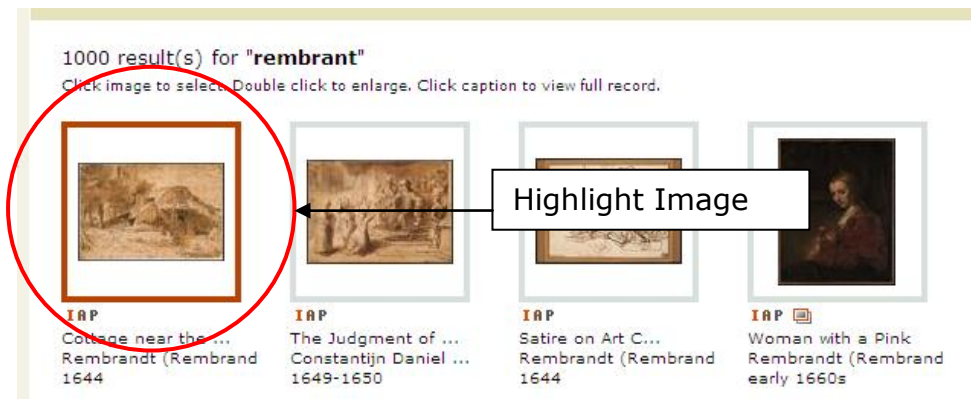 1000 result(s) for "rembrant"
Click image to select. Double click to enlarge. Click caption to view full record.
Highlight Image
IAP
Cottage near the ...
Rembrandt (Rembrand
1644
IAP
The Judgment of ...
Constantijn Daniel ...
1649-1650
IAP
Satire on Art C...
Rembrandt (Rembrand
1644
IAP
Woman with a Pink
Rembrandt (Rembrand
early 1660s